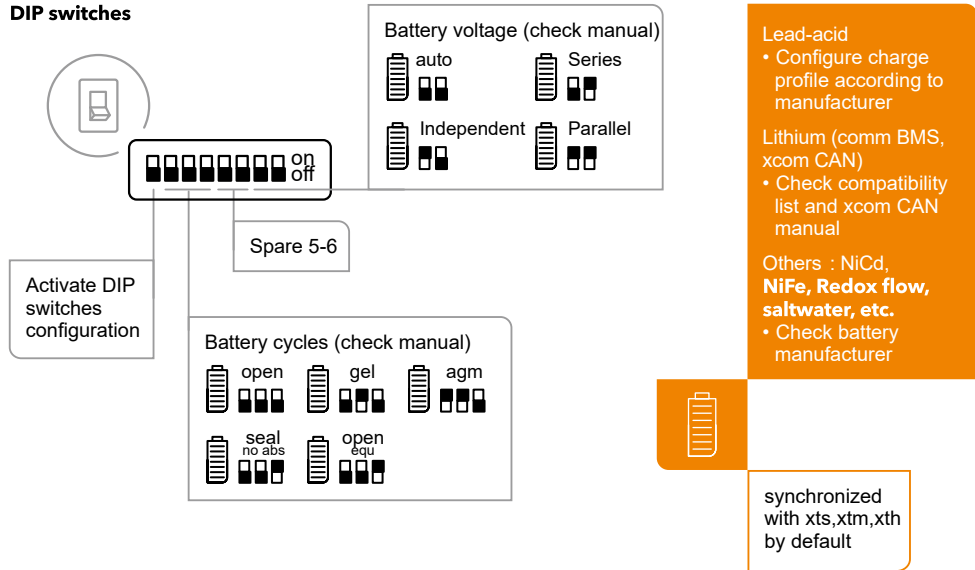 DIP switches
on
off
Activate DIP
switches
configuration
Spare 5-6
Battery voltage (check manual)
auto
Series
Independent
Parallel
Battery cycles (check manual)
open
gel
agm
seal
no abs
open
equ
Lead-acid
• Configure charge
profile according to
manufacturer
Lithium (comm BMS,
xcom CAN)
• Check compatibility
list and xcom CAN
manual
Others : NiCd,
NiFe, Redox flow,
saltwater, etc.
• Check battery
manufacturer
synchronized
with xts,xtm,xth
by default